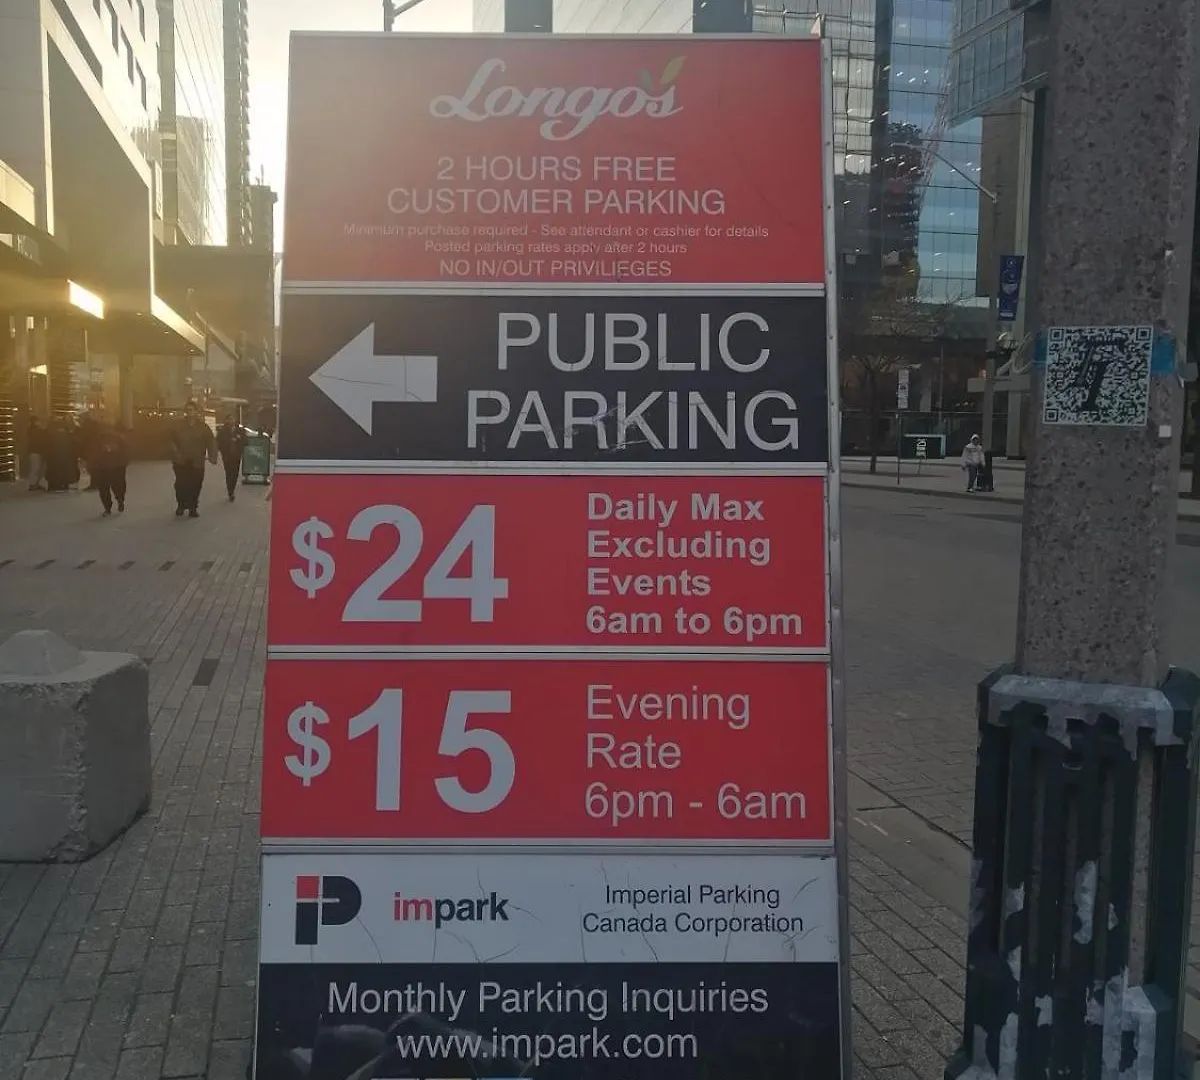 Longo's
2 HOURS FREE
CUSTOMER PARKING
Minimum purchase required - See attendant or cashier for details
Posted parking rates apply after 2 hours
NO IN/OUT PRIVILIEGES
PUBLIC
PARKING
$24
Daily Max
Excluding
Events
6am to 6pm
$15
Evening
Rate
6pm - 6am
P impark
Imperial Parking
Canada Corporation
Monthly Parking Inquiries
www.impark.com